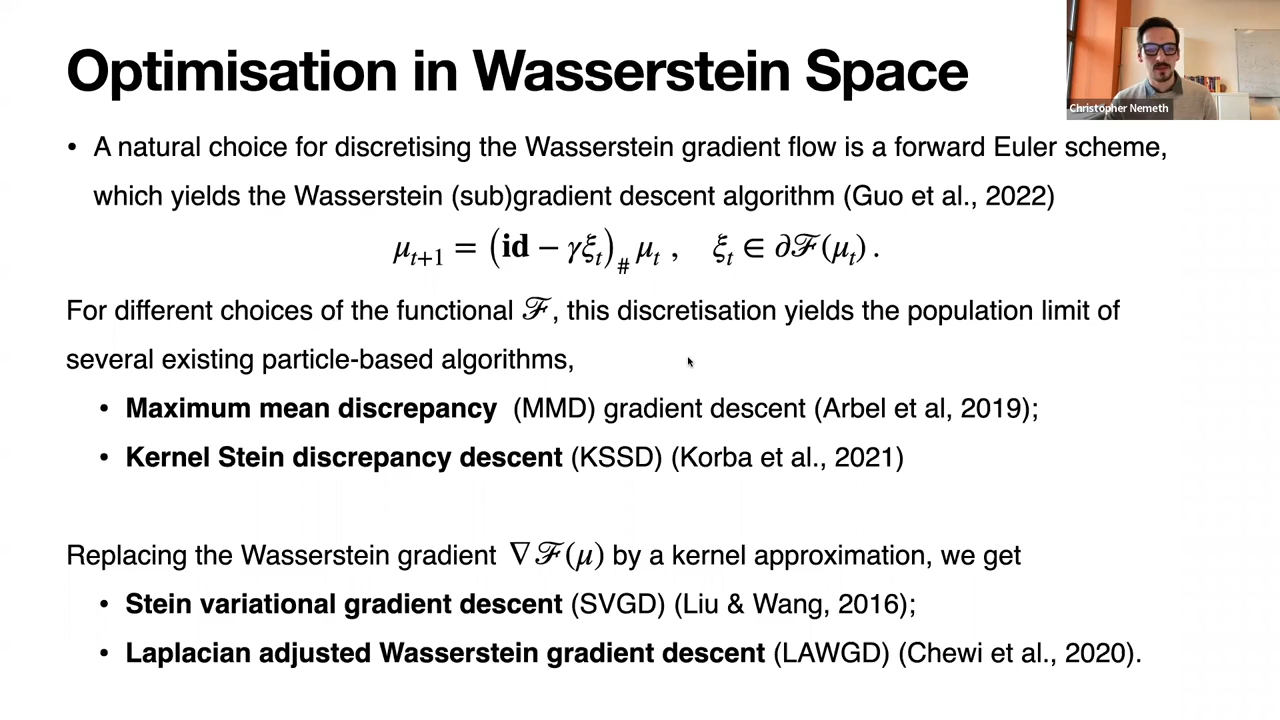 Optimisation in Wasserstein Space
Christopher Nemeth
• A natural choice for discretising the Wasserstein gradient flow is a forward Euler scheme,
which yields the Wasserstein (sub)gradient descent algorithm (Guo et al., 2022)
μₜ₊₁ = (id − γξₜ)# μₜ , ξₜ ∈ ∂ℱ(μₜ) .
For different choices of the functional ℱ, this discretisation yields the population limit of
several existing particle-based algorithms,
• Maximum mean discrepancy (MMD) gradient descent (Arbel et al, 2019);
• Kernel Stein discrepancy descent (KSSD) (Korba et al., 2021)
Replacing the Wasserstein gradient ∇ℱ(μ) by a kernel approximation, we get
• Stein variational gradient descent (SVGD) (Liu & Wang, 2016);
• Laplacian adjusted Wasserstein gradient descent (LAWGD) (Chewi et al., 2020).